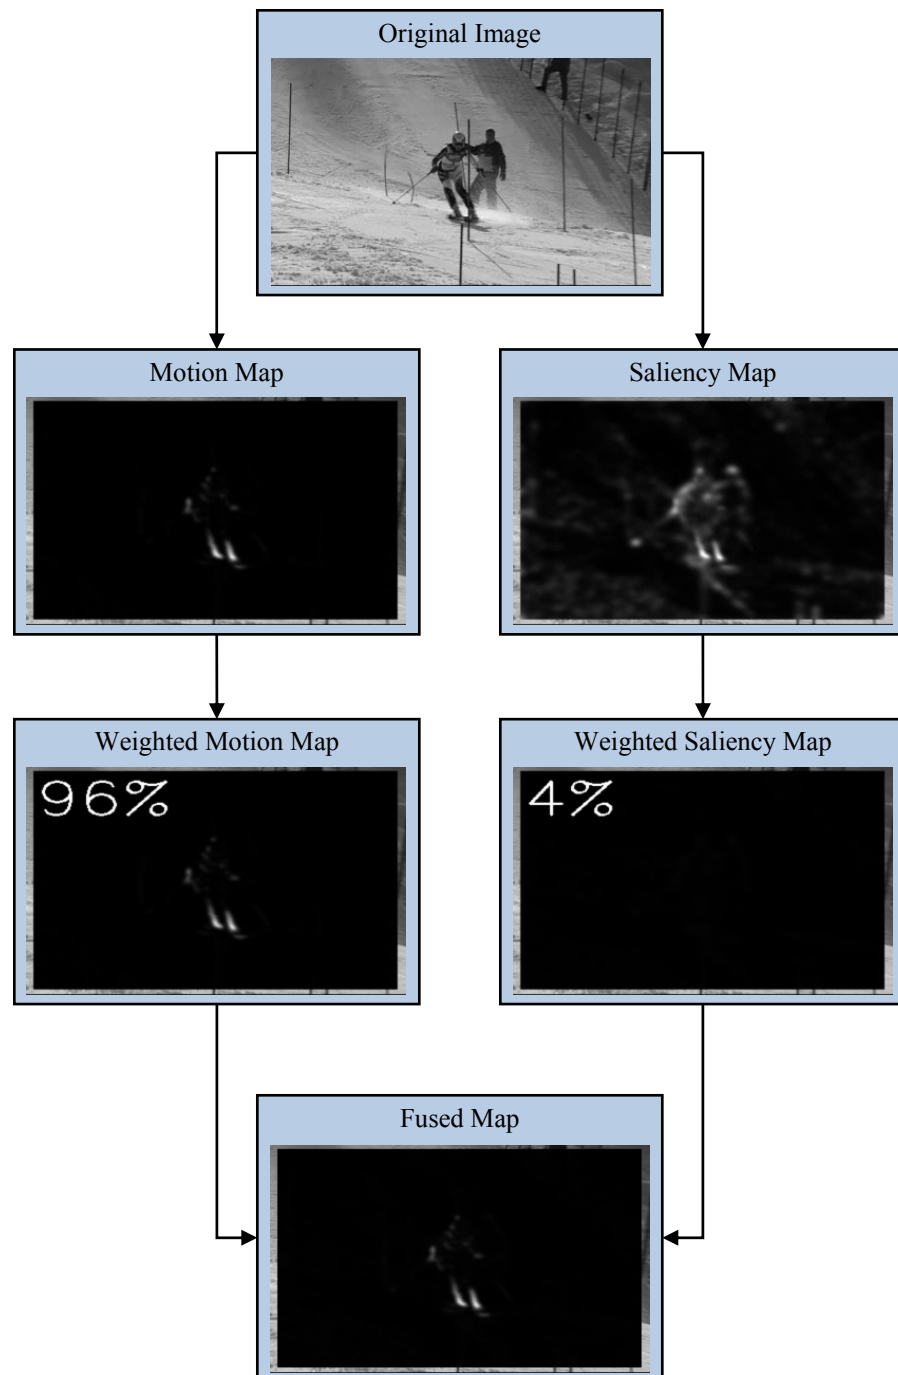 Original Image
Motion Map
Saliency Map
Weighted Motion Map
Weighted Saliency Map
96%
4%
Fused Map